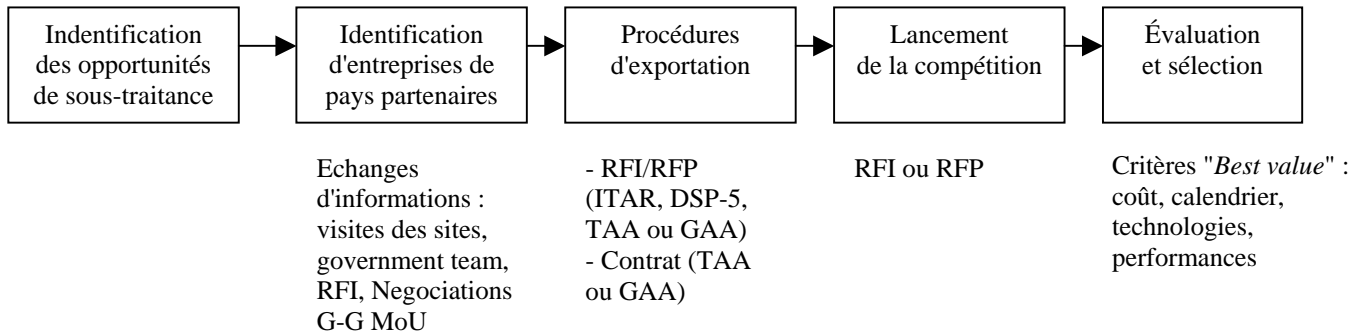 Indentification
des opportunités
de sous-traitance
Identification
d'entreprises de
pays partenaires
Procédures
d'exportation
Lancement
de la compétition
Évaluation
et sélection
Echanges
d'informations :
visites des sites,
government team,
RFI, Negociations
G-G MoU
- RFI/RFP
(ITAR, DSP-5,
TAA ou GAA)
- Contrat (TAA
ou GAA)
RFI ou RFP
Critères "Best value" :
coût, calendrier,
technologies,
performances